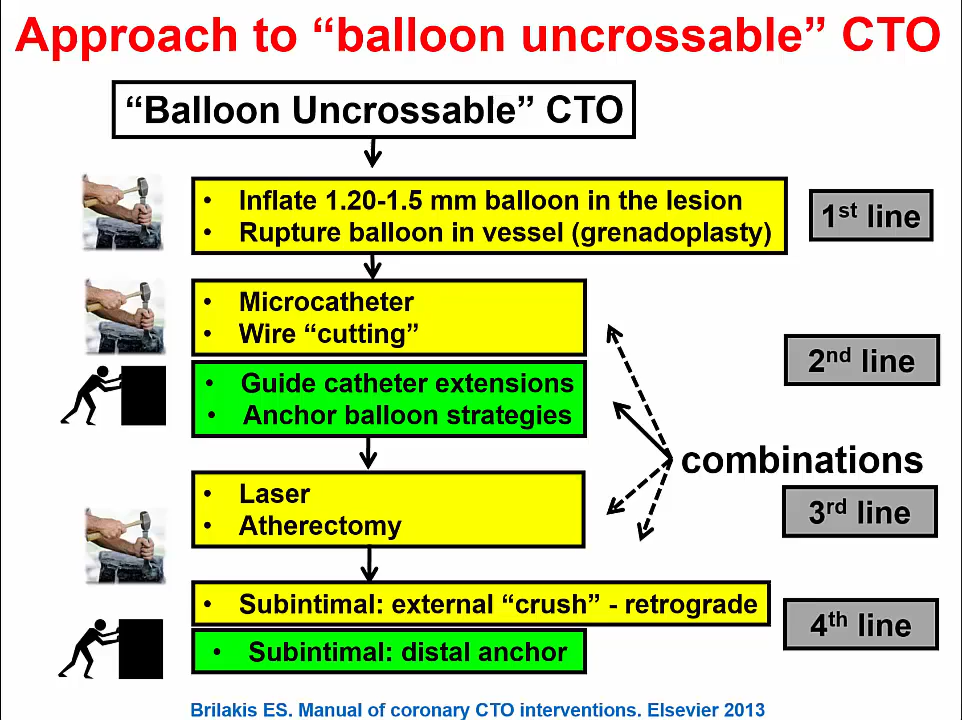 Approach to “balloon uncrossable” CTO
“Balloon Uncrossable” CTO
• Inflate 1.20-1.5 mm balloon in the lesion
• Rupture balloon in vessel (grenadoplasty)
1st line
• Microcatheter
• Wire “cutting”
2nd line
• Guide catheter extensions
• Anchor balloon strategies
combinations
• Laser
• Atherectomy
3rd line
• Subintimal: external “crush” - retrograde
4th line
• Subintimal: distal anchor
Brilakis ES. Manual of coronary CTO interventions. Elsevier 2013